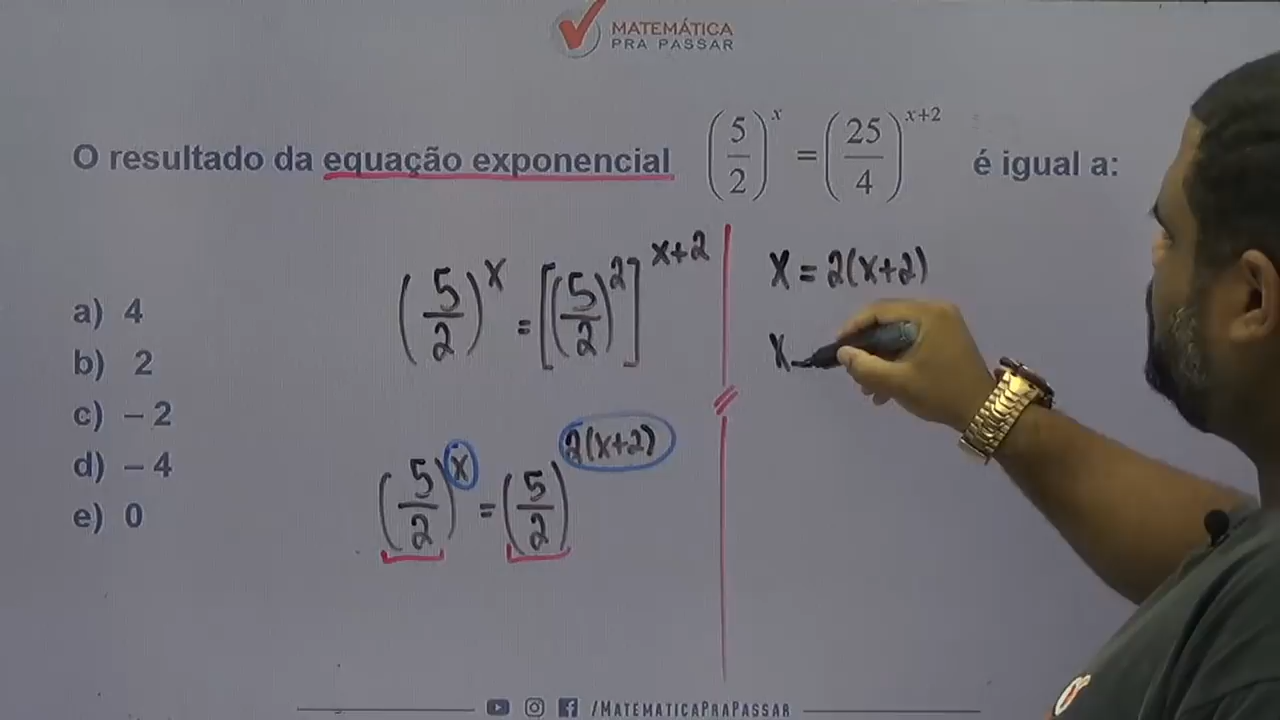 MATEMÁTICA
PRA PASSAR
O resultado da equação exponencial (5/2)^x = (25/4)^(x+2) é igual a:
a) 4
b) 2
c) – 2
d) – 4
e) 0
(5/2)^x = [(5/2)^2]^(x+2)
(5/2)^x = (5/2)^2(x+2)
x = 2(x+2)
x
/MATEMATICAPRAPASSAR